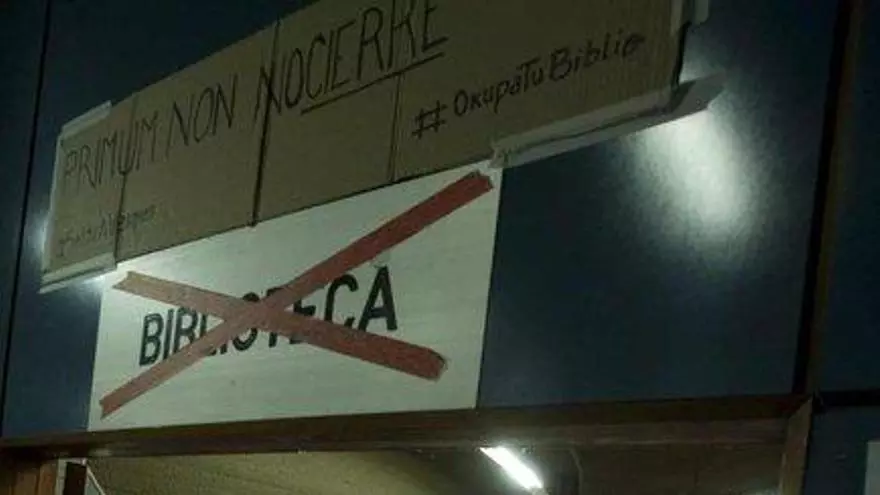 PRIMUM NON NOCIERRE
#OkupaTuBiblio
BIBLIOTECA